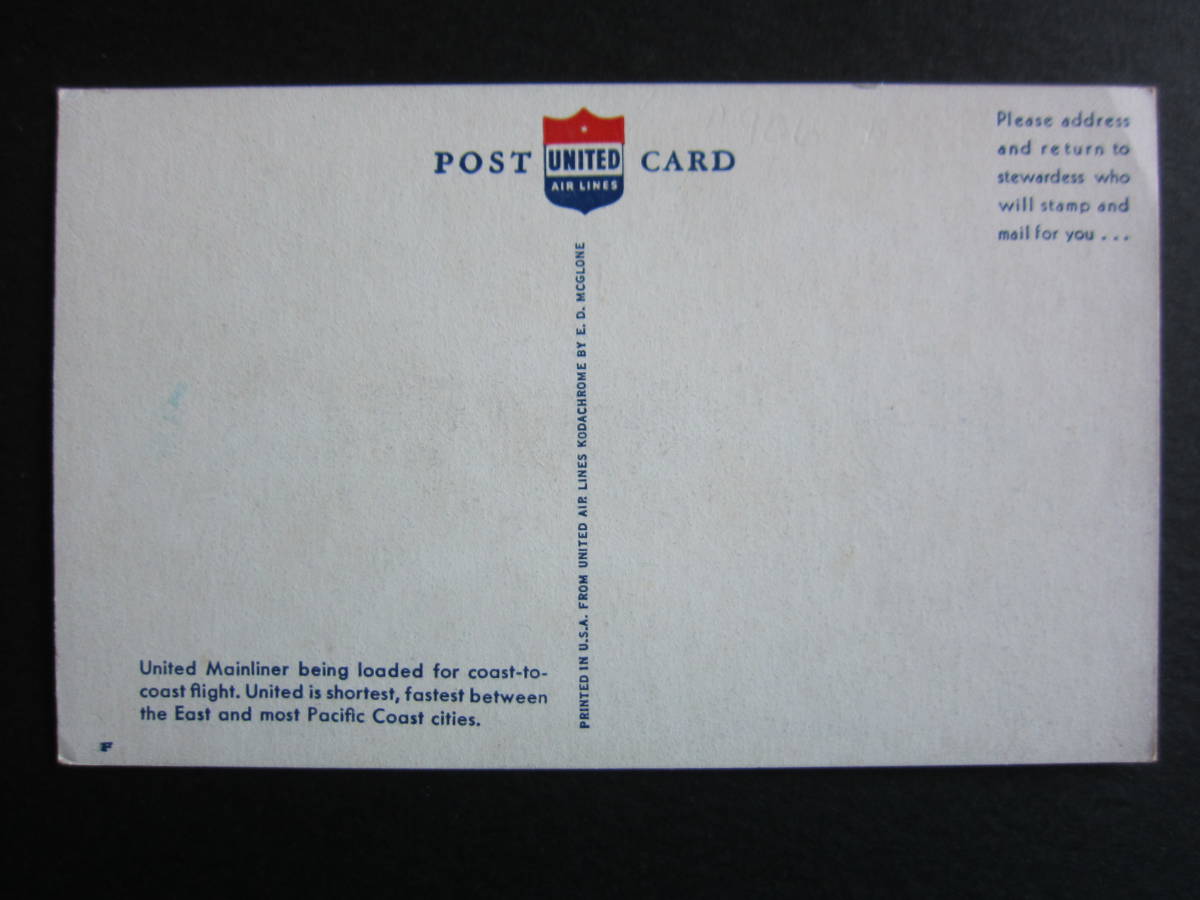 POST UNITED CARD
AIR LINES
Please address
and return to
stewardess who
will stamp and
mail for you ...
PRINTED IN U.S.A. FROM UNITED AIR LINES KODACHROME BY E. D. MCGLONE
United Mainliner being loaded for coast-to-
coast flight. United is shortest, fastest between
the East and most Pacific Coast cities.
F